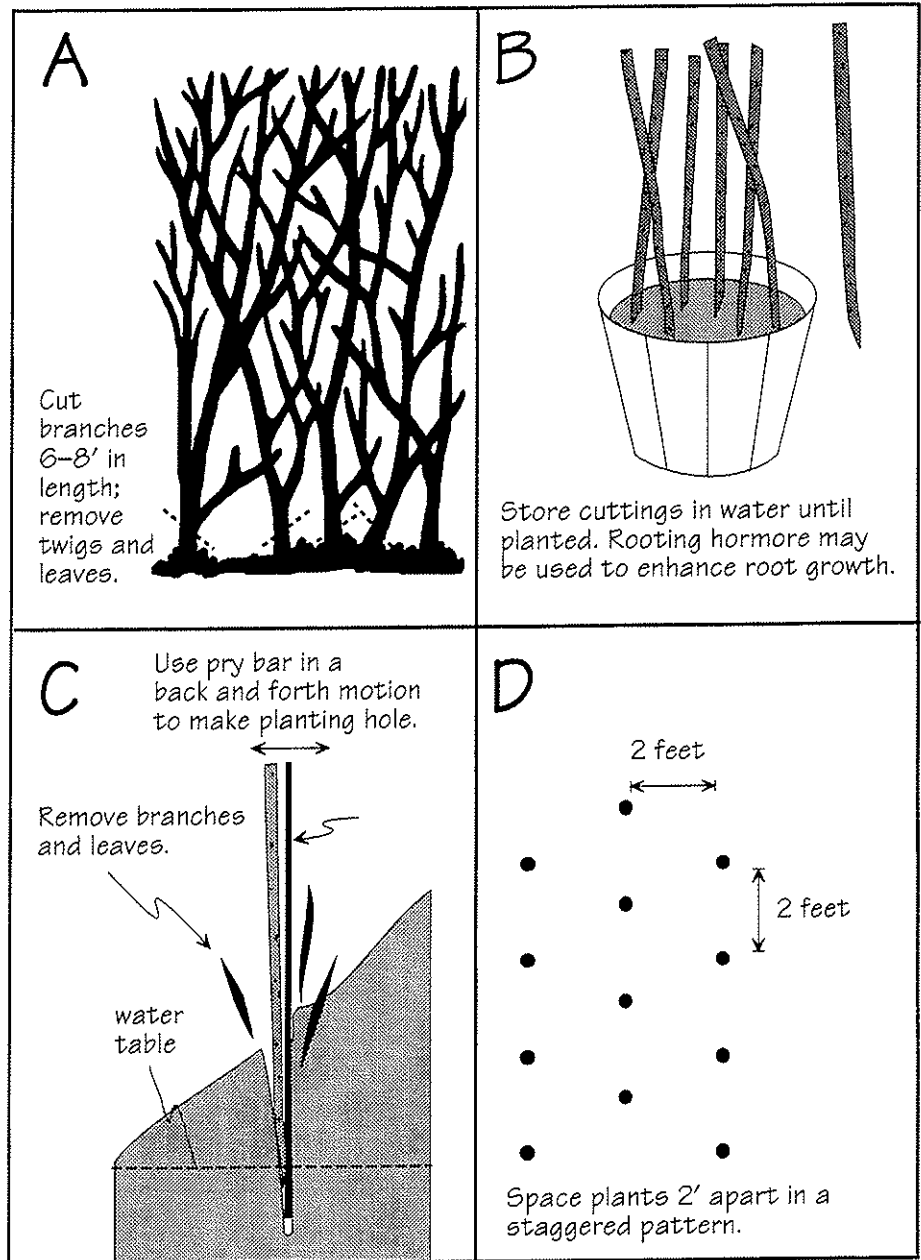 A
Cut
branches
6–8' in
length;
remove
twigs and
leaves.
B
Store cuttings in water until
planted. Rooting hormore may
be used to enhance root growth.
C
Use pry bar in a
back and forth motion
to make planting hole.
Remove branches
and leaves.
water
table
D
2 feet
2 feet
Space plants 2' apart in a
staggered pattern.